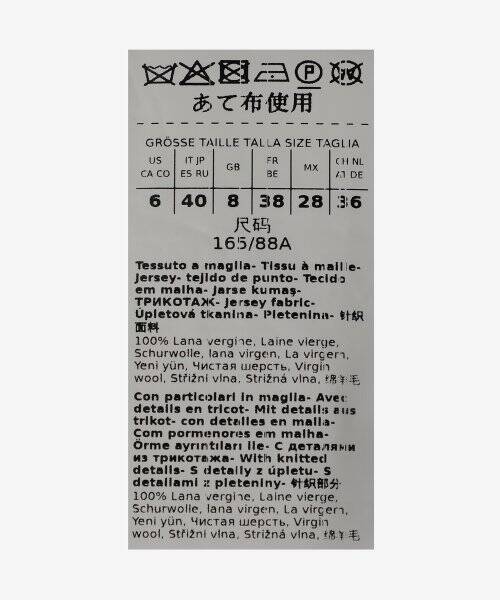 あて布使用
GRÖSSE TAILLE TALLA SIZE TAGLIA
US CA CO
IT JP ES RU
GB
FR BE
MX
CH NL AT DE
6 40 8 38 28 36
尺码
165/88A
Tessuto a maglia- Tissu à maille-
Jersey- tejido de punto- Tecido
em malha- Jarse kumaş-
ТРИКОТАЖ- Jersey fabric-
Úpletová tkanina- Pletenina- 针织
面料
100% Lana vergine, Laine vierge,
Schurwolle, lana virgen, La virgem,
Yeni yün, Чистая шерсть, Virgin
wool, Střižní vlna, Strižná vlna, 绵羊毛
Con particolari in maglia- Avec
details en tricot- Mit details aus
trikot- con detalles en malla-
Com pormenores em malha-
Örme ayrıntıları ile- С деталями
из трикотажа- With knitted
details- S detaily z úpletu- S
detailami z pleteniny- 针织部分
100% Lana vergine, Laine vierge,
Schurwolle, lana virgen, La virgem,
Yeni yün, Чистая шерсть, Virgin
wool, Střižní vlna, Strižná vlna, 绵羊毛